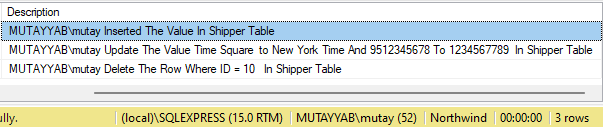 Description
MUTAYYAB\mutay Inserted The Value In Shipper Table
MUTAYYAB\mutay Update The Value Time Square to New York Time And 9512345678 To 1234567789 In Shipper Table
MUTAYYAB\mutay Delete The Row Where ID = 10 In Shipper Table
ully. (local)\SQLEXPRESS (15.0 RTM) MUTAYYAB\mutay (52) Northwind 00:00:00 3 rows